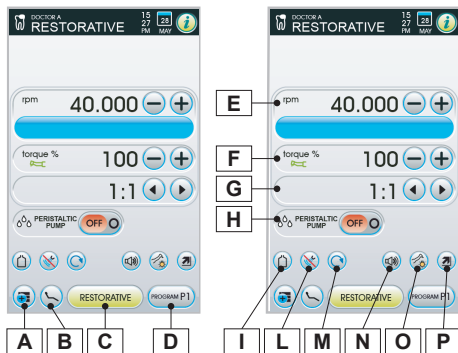 DOCTOR A
RESTORATIVE
15
27
PM
28
MAY
i
rpm
40.000
torque %
100
1:1
PERISTALTIC
PUMP
OFF
RESTORATIVE
PROGRAM P1
A
B
C
D
DOCTOR A
RESTORATIVE
15
27
PM
28
MAY
i
E
rpm
40.000
F
torque %
100
G
1:1
H
PERISTALTIC
PUMP
OFF
RESTORATIVE
PROGRAM P1
I
L
M
N
O
P